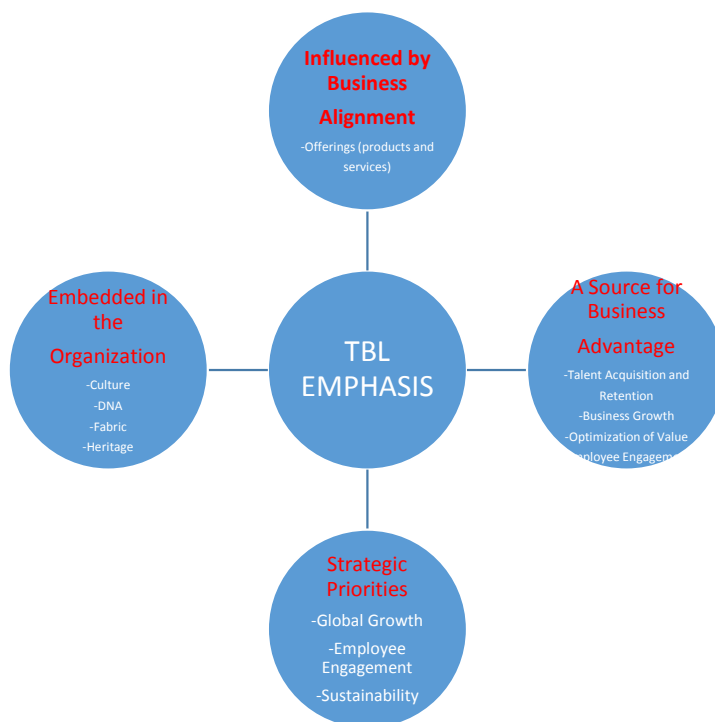 Influenced by
Business
Alignment
-Offerings (products and
services)
Embedded in
the
Organization
-Culture
-DNA
-Fabric
-Heritage
TBL
EMPHASIS
A Source for
Business
Advantage
-Talent Acquisition and
Retention
-Business Growth
-Optimization of Value
Strategic
Priorities
-Global Growth
-Employee
Engagement
-Sustainability